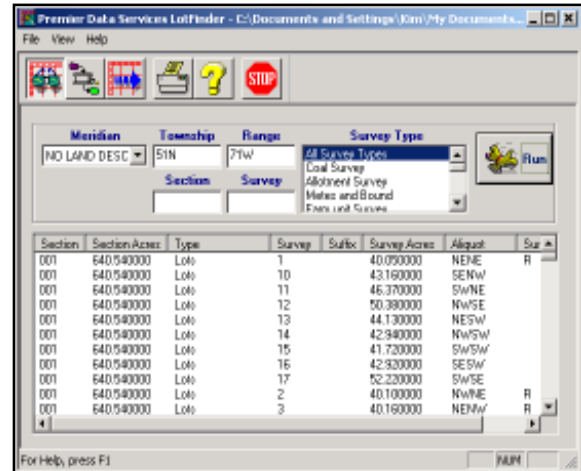 Premier Data Services LotFinder - C:\Documents and Settings\Kim\My Documents...
File View Help
STOP
Meridian Township Range Survey Type
NO LAND DESC 51N 71W All Survey Types
Coal Survey
Allotment Survey
Metes and Bound
Farm unit Survey
Section Survey
Run
Section Section Acres Type Survey Suffix Survey Acres Aliquot Sur
001 640.540000 Lots 1 40.050000 NENE R
001 640.540000 Lots 10 43.160000 SENW
001 640.540000 Lots 11 46.370000 SWNE
001 640.540000 Lots 12 50.380000 NWSE
001 640.540000 Lots 13 44.130000 NESW
001 640.540000 Lots 14 42.940000 NWSW
001 640.540000 Lots 15 41.720000 SWSW
001 640.540000 Lots 16 42.920000 SESW
001 640.540000 Lots 17 52.220000 SWSE
001 640.540000 Lots 2 40.100000 NWNE R
001 640.540000 Lots 3 40.160000 NENW R
For Help, press F1 NUM